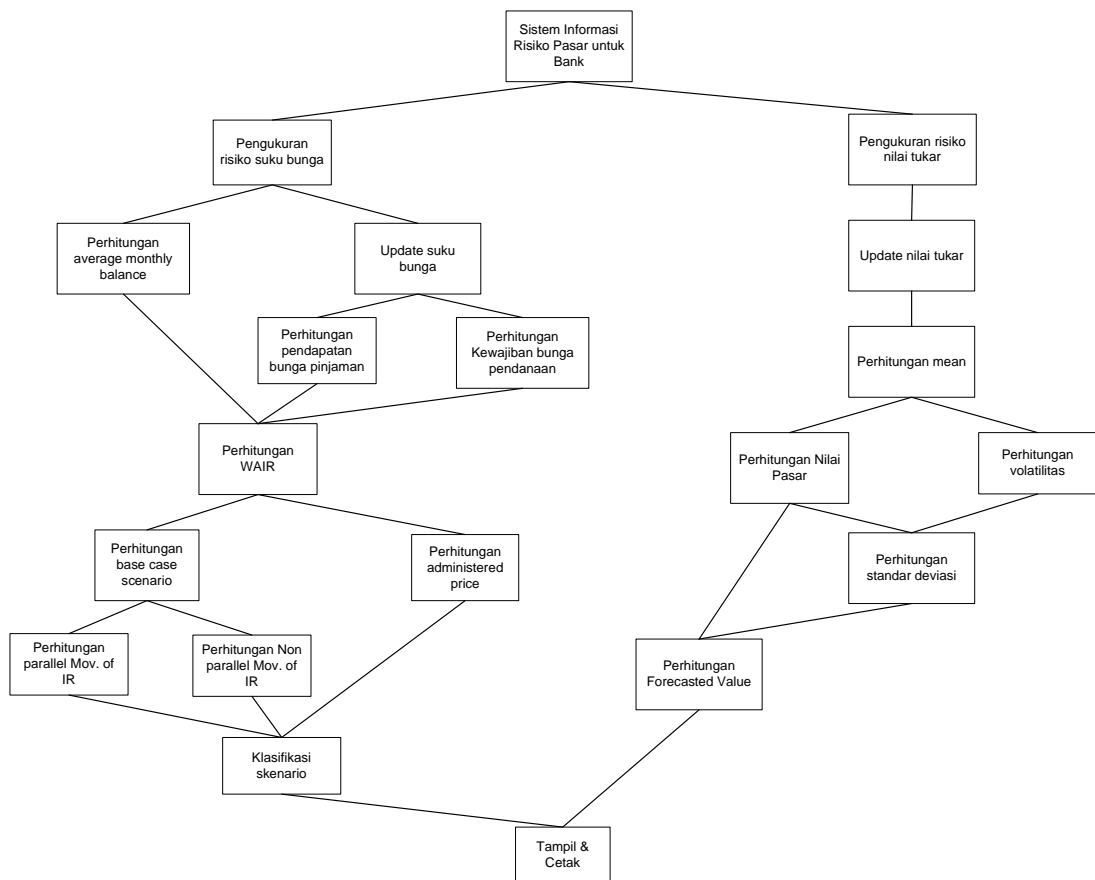 Sistem Informasi
Risiko Pasar untuk
Bank
Pengukuran
risiko suku bunga
Pengukuran risiko
nilai tukar
Perhitungan
average monthly
balance
Update suku
bunga
Update nilai tukar
Perhitungan
pendapatan
bunga pinjaman
Perhitungan
Kewajiban bunga
pendanaan
Perhitungan mean
Perhitungan
WAIR
Perhitungan Nilai
Pasar
Perhitungan
volatilitas
Perhitungan
base case
scenario
Perhitungan
administered
price
Perhitungan
standar deviasi
Perhitungan
parallel Mov. of
IR
Perhitungan Non
parallel Mov. of
IR
Perhitungan
Forecasted Value
Klasifikasi
skenario
Tampil &
Cetak